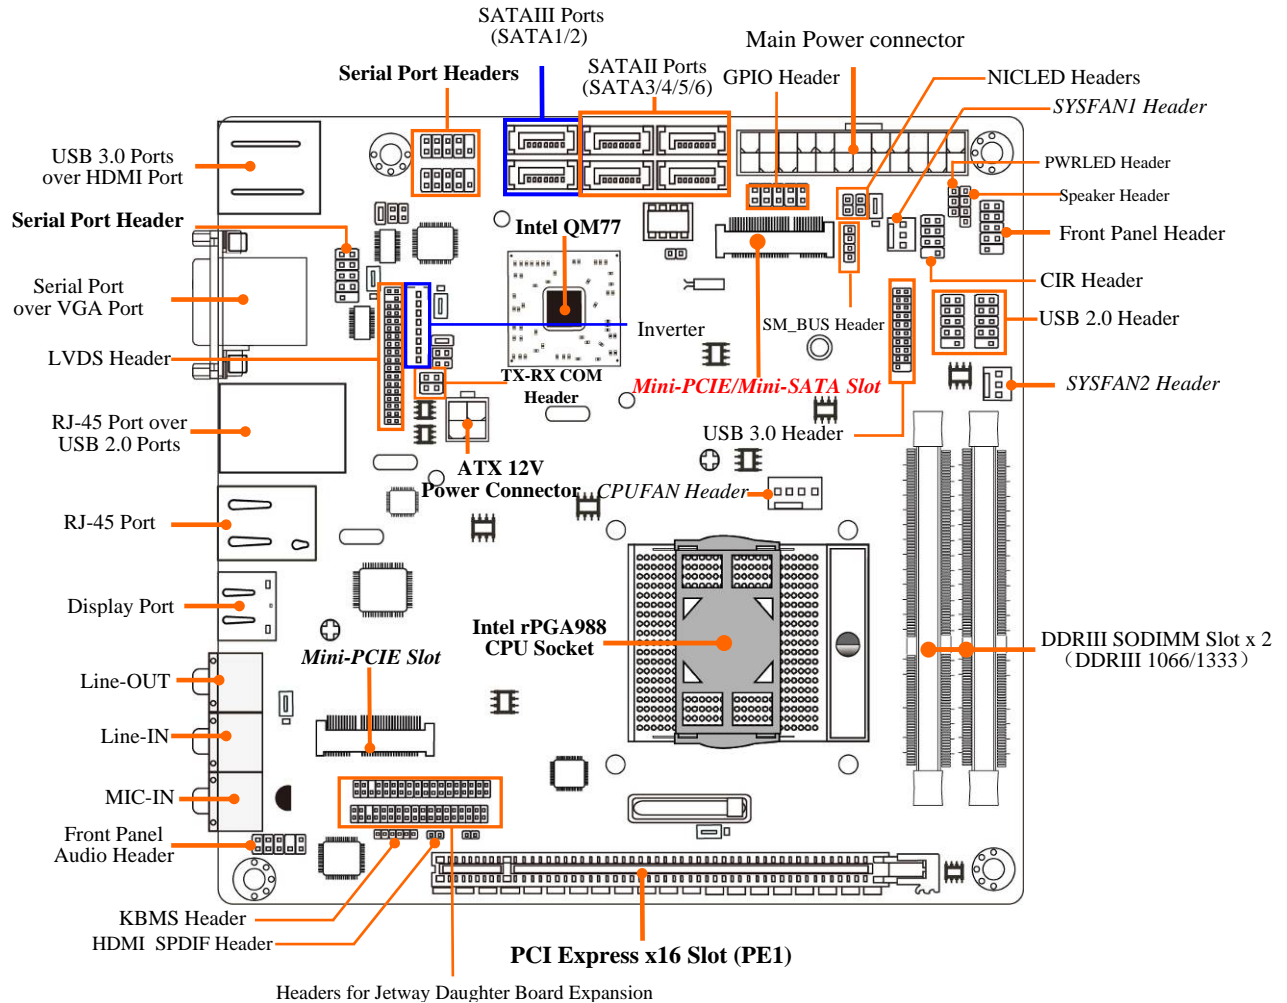 SATAIII Ports
(SATA1/2)
Main Power connector
Serial Port Headers
SATAII Ports
(SATA3/4/5/6)
GPIO Header
NICLED Headers
SYSFAN1 Header
USB 3.0 Ports
over HDMI Port
PWRLED Header
Speaker Header
Serial Port Header
Intel QM77
Front Panel Header
Serial Port
over VGA Port
CIR Header
USB 2.0 Header
Inverter
SM_BUS Header
LVDS Header
TX-RX COM
Header
Mini-PCIE/Mini-SATA Slot
SYSFAN2 Header
RJ-45 Port over
USB 2.0 Ports
USB 3.0 Header
ATX 12V
Power Connector
CPUFAN Header
RJ-45 Port
Display Port
Intel rPGA988
CPU Socket
DDRIII SODIMM Slot x 2
（DDRIII 1066/1333）
Mini-PCIE Slot
Line-OUT
Line-IN
MIC-IN
Front Panel
Audio Header
KBMS Header
HDMI SPDIF Header
PCI Express x16 Slot (PE1)
Headers for Jetway Daughter Board Expansion